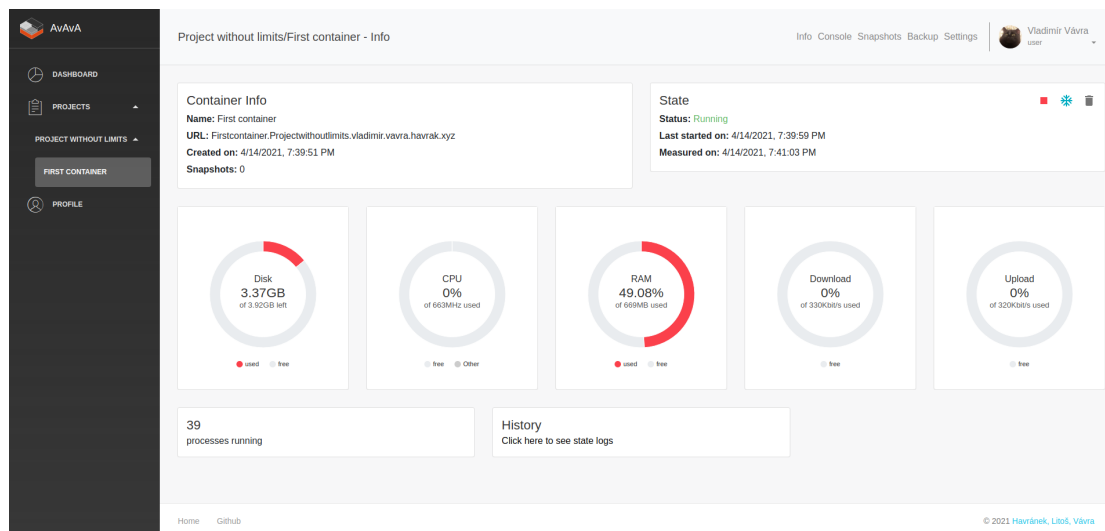 AvAvA
Project without limits/First container - Info
Info Console Snapshots Backup Settings
Vladimír Vávra
user
DASHBOARD
PROJECTS
PROJECT WITHOUT LIMITS
FIRST CONTAINER
PROFILE
Container Info
Name: First container
URL: Firstcontainer.Projectwithoutlimits.vladimir.vavra.havrak.xyz
Created on: 4/14/2021, 7:39:51 PM
Snapshots: 0
State
Status: Running
Last started on: 4/14/2021, 7:39:59 PM
Measured on: 4/14/2021, 7:41:03 PM
Disk
3.37GB
of 3.92GB left
used free
CPU
0%
of 663MHz used
free Other
RAM
49.08%
of 669MB used
used free
Download
0%
of 330Kbit/s used
free
Upload
0%
of 320Kbit/s used
free
39
processes running
History
Click here to see state logs
Home Github
© 2021 Havránek, Litoš, Vávra